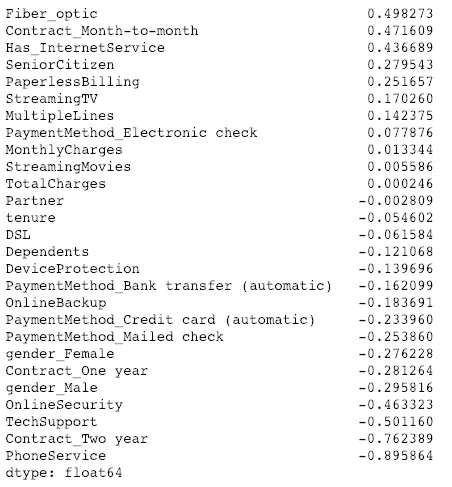 Fiber_optic 0.498273
Contract_Month-to-month 0.471609
Has_InternetService 0.436689
SeniorCitizen 0.279543
PaperlessBilling 0.251657
StreamingTV 0.170260
MultipleLines 0.142375
PaymentMethod_Electronic check 0.077876
MonthlyCharges 0.013344
StreamingMovies 0.005586
TotalCharges 0.000246
Partner -0.002809
tenure -0.054602
DSL -0.061584
Dependents -0.121068
DeviceProtection -0.139696
PaymentMethod_Bank transfer (automatic) -0.162099
OnlineBackup -0.183691
PaymentMethod_Credit card (automatic) -0.233960
PaymentMethod_Mailed check -0.253860
gender_Female -0.276228
Contract_One year -0.281264
gender_Male -0.295816
OnlineSecurity -0.463323
TechSupport -0.501160
Contract_Two year -0.762389
PhoneService -0.895864
dtype: float64